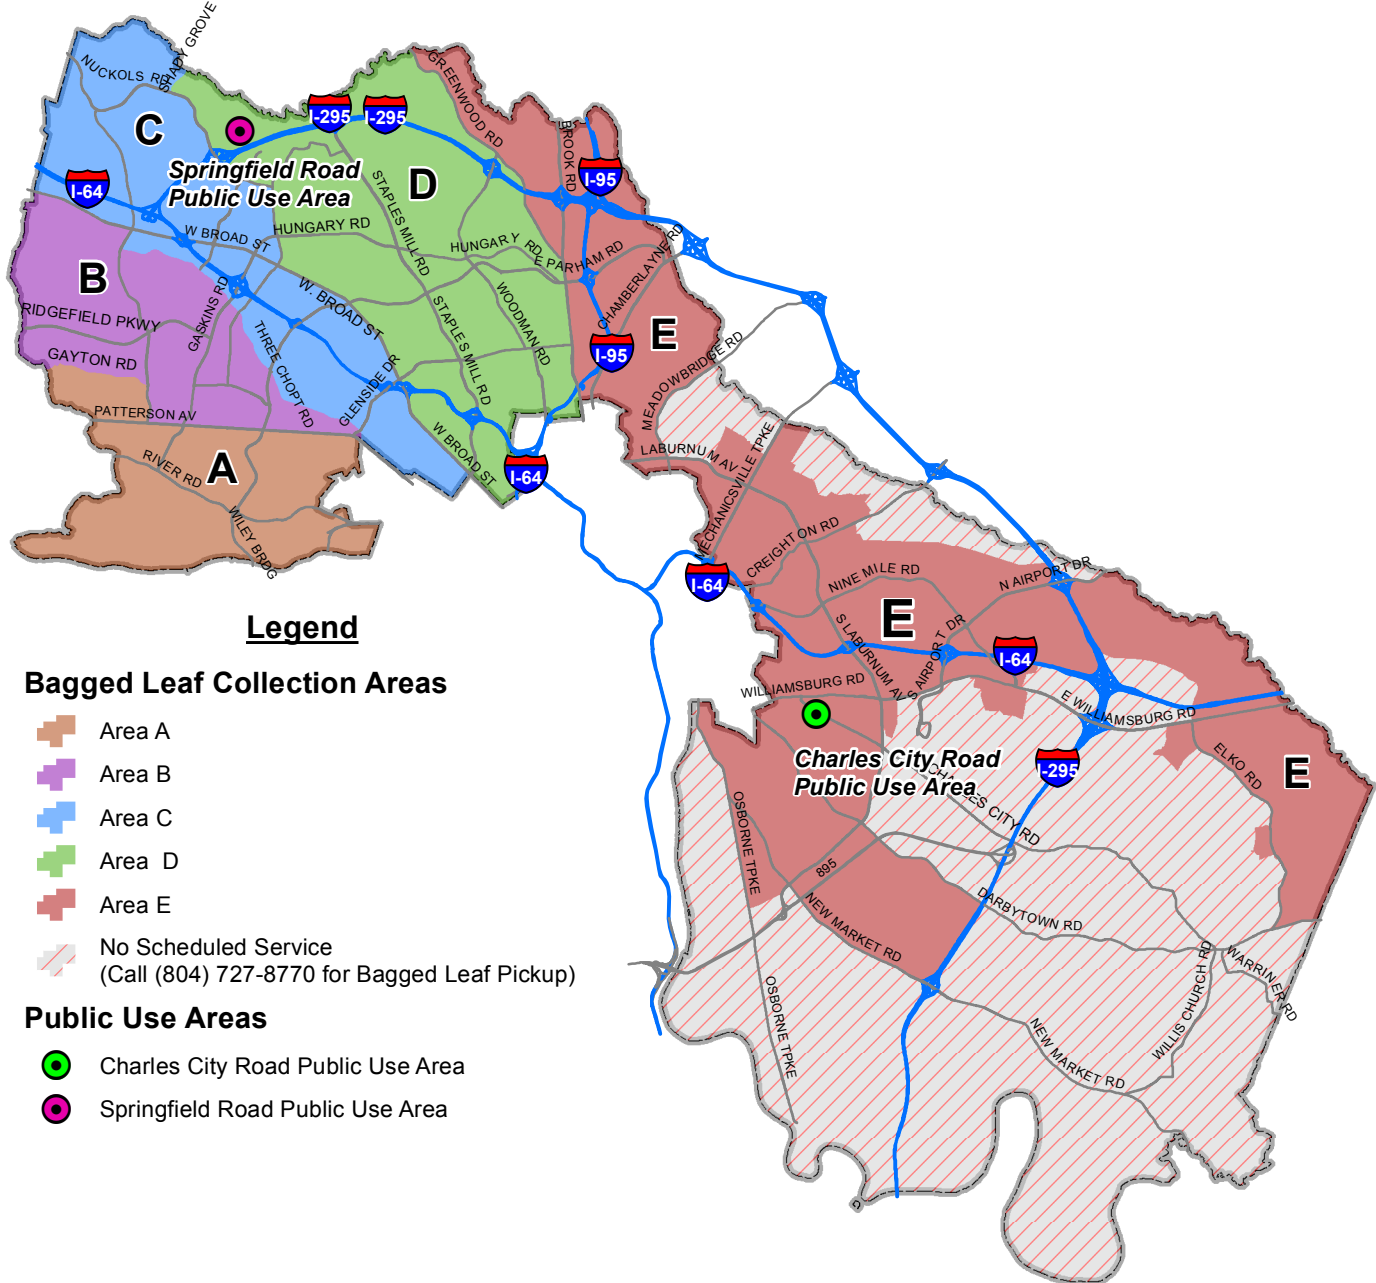 SHADY GROVE
NUCKOLS RD
GREENWOOD RD
C
I-295
I-295
BROOK RD
I-95
Springfield Road
Public Use Area
D
I-64
STAPLES MILL RD
W BROAD ST
HUNGARY RD
HUNGARY RD
E PARHAM RD
CHAMBERLAYNE RD
B
GASKINS RD
W. BROAD ST
WOODMAN RD
RIDGEFIELD PKWY
THREE CHOPT RD
STAPLES MILL RD
E
I-95
GAYTON RD
GLENSIDE DR
MEADOWBRIDGE RD
PATTERSON AV
W BROAD ST
LABURNUM AV
MECHANICSVILLE TPKE
A
RIVER RD
I-64
WILEY BRDG
CREIGHTON RD
I-64
NINE MILE RD
N AIRPORT DR
E
S LABURNUM AV
S AIRPORT DR
I-64
WILLIAMSBURG RD
E WILLIAMSBURG RD
Charles City Road
Public Use Area
I-295
ELKO RD
E
CHARLES CITY RD
OSBORNE TPKE
895
NEW MARKET RD
DARBYTOWN RD
WILLIS CHURCH RD
WARRINER RD
OSBORNE TPKE
NEW MARKET RD
Legend
Bagged Leaf Collection Areas
Area A
Area B
Area C
Area D
Area E
No Scheduled Service
(Call (804) 727-8770 for Bagged Leaf Pickup)
Public Use Areas
Charles City Road Public Use Area
Springfield Road Public Use Area